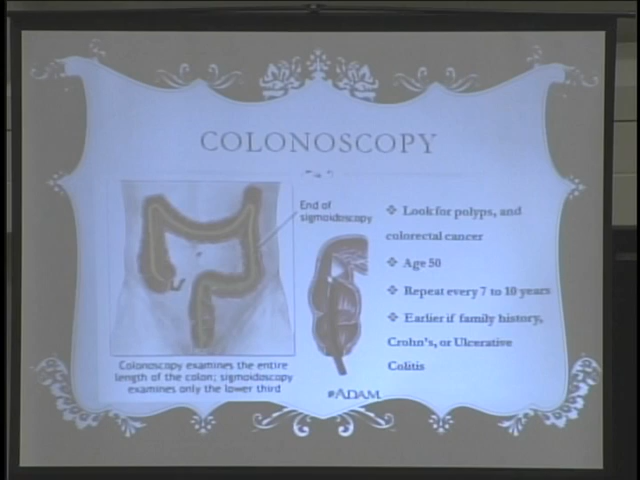 COLONOSCOPY
End of
sigmoidoscopy
❖ Look for polyps, and
colorectal cancer
❖ Age 50
❖ Repeat every 7 to 10 years
❖ Earlier if family history,
Crohn's, or Ulcerative
Colitis
Colonoscopy examines the entire
length of the colon; sigmoidoscopy
examines only the lower third
ADAM